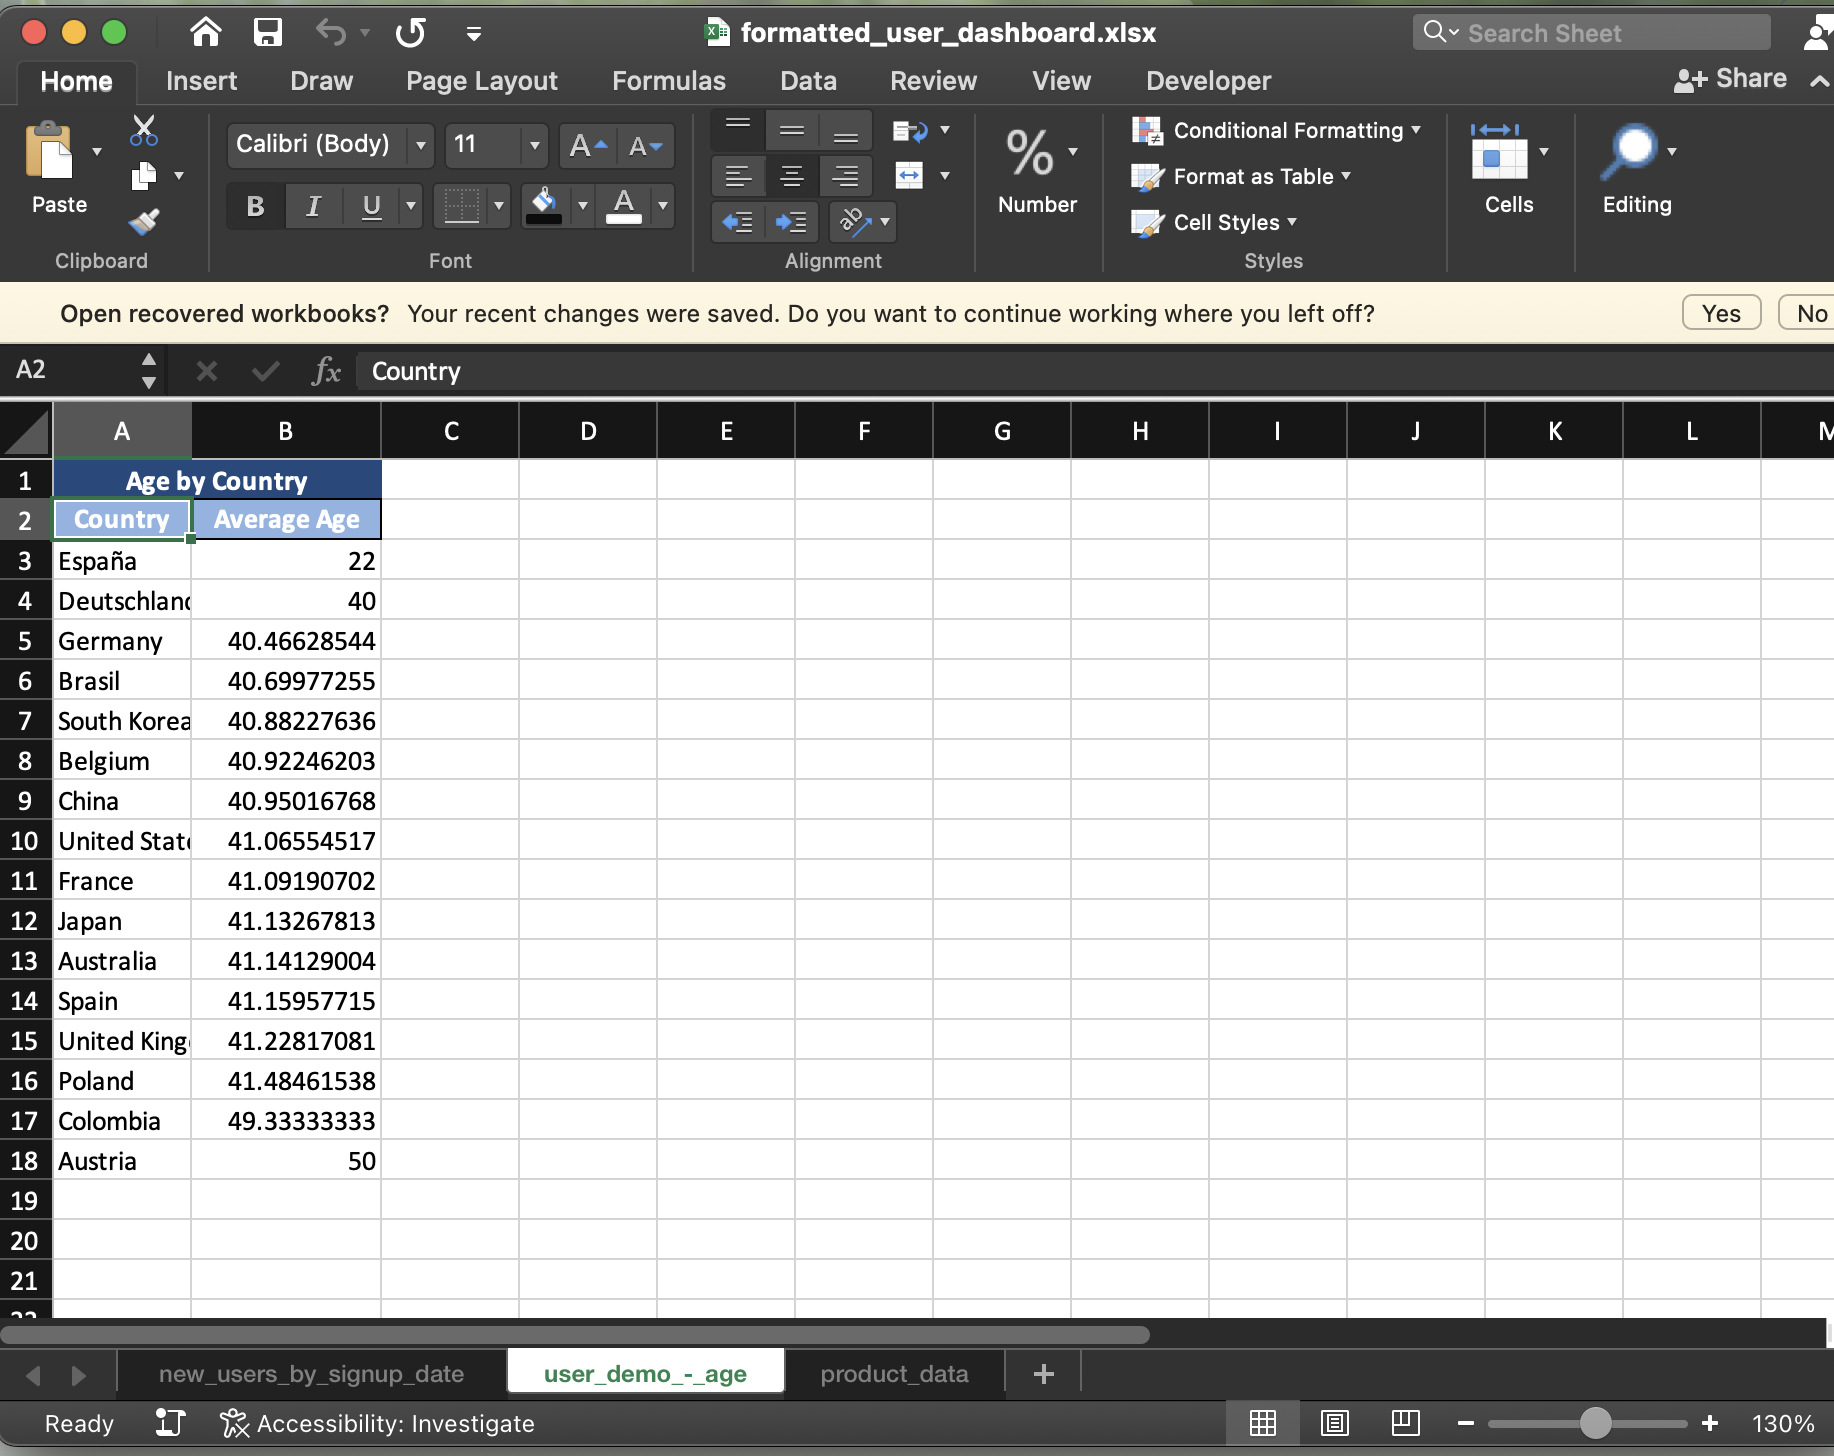 formatted_user_dashboard.xlsx
Search Sheet
Home Insert Draw Page Layout Formulas Data Review View Developer Share
Paste
Clipboard
Calibri (Body) 11
B I U
Font
Alignment
%
Number
Conditional Formatting
Format as Table
Cell Styles
Styles
Cells
Editing
Open recovered workbooks? Your recent changes were saved. Do you want to continue working where you left off? Yes No
A2 fx Country
A B C D E F G H I J K L M
1 Age by Country
2 Country Average Age
3 España 22
4 Deutschland 40
5 Germany 40.46628544
6 Brasil 40.69977255
7 South Korea 40.88227636
8 Belgium 40.92246203
9 China 40.95016768
10 United State 41.06554517
11 France 41.09190702
12 Japan 41.13267813
13 Australia 41.14129004
14 Spain 41.15957715
15 United King 41.22817081
16 Poland 41.48461538
17 Colombia 49.33333333
18 Austria 50
19
20
21
22
new_users_by_signup_date user_demo_-_age product_data +
Ready Accessibility: Investigate 130%